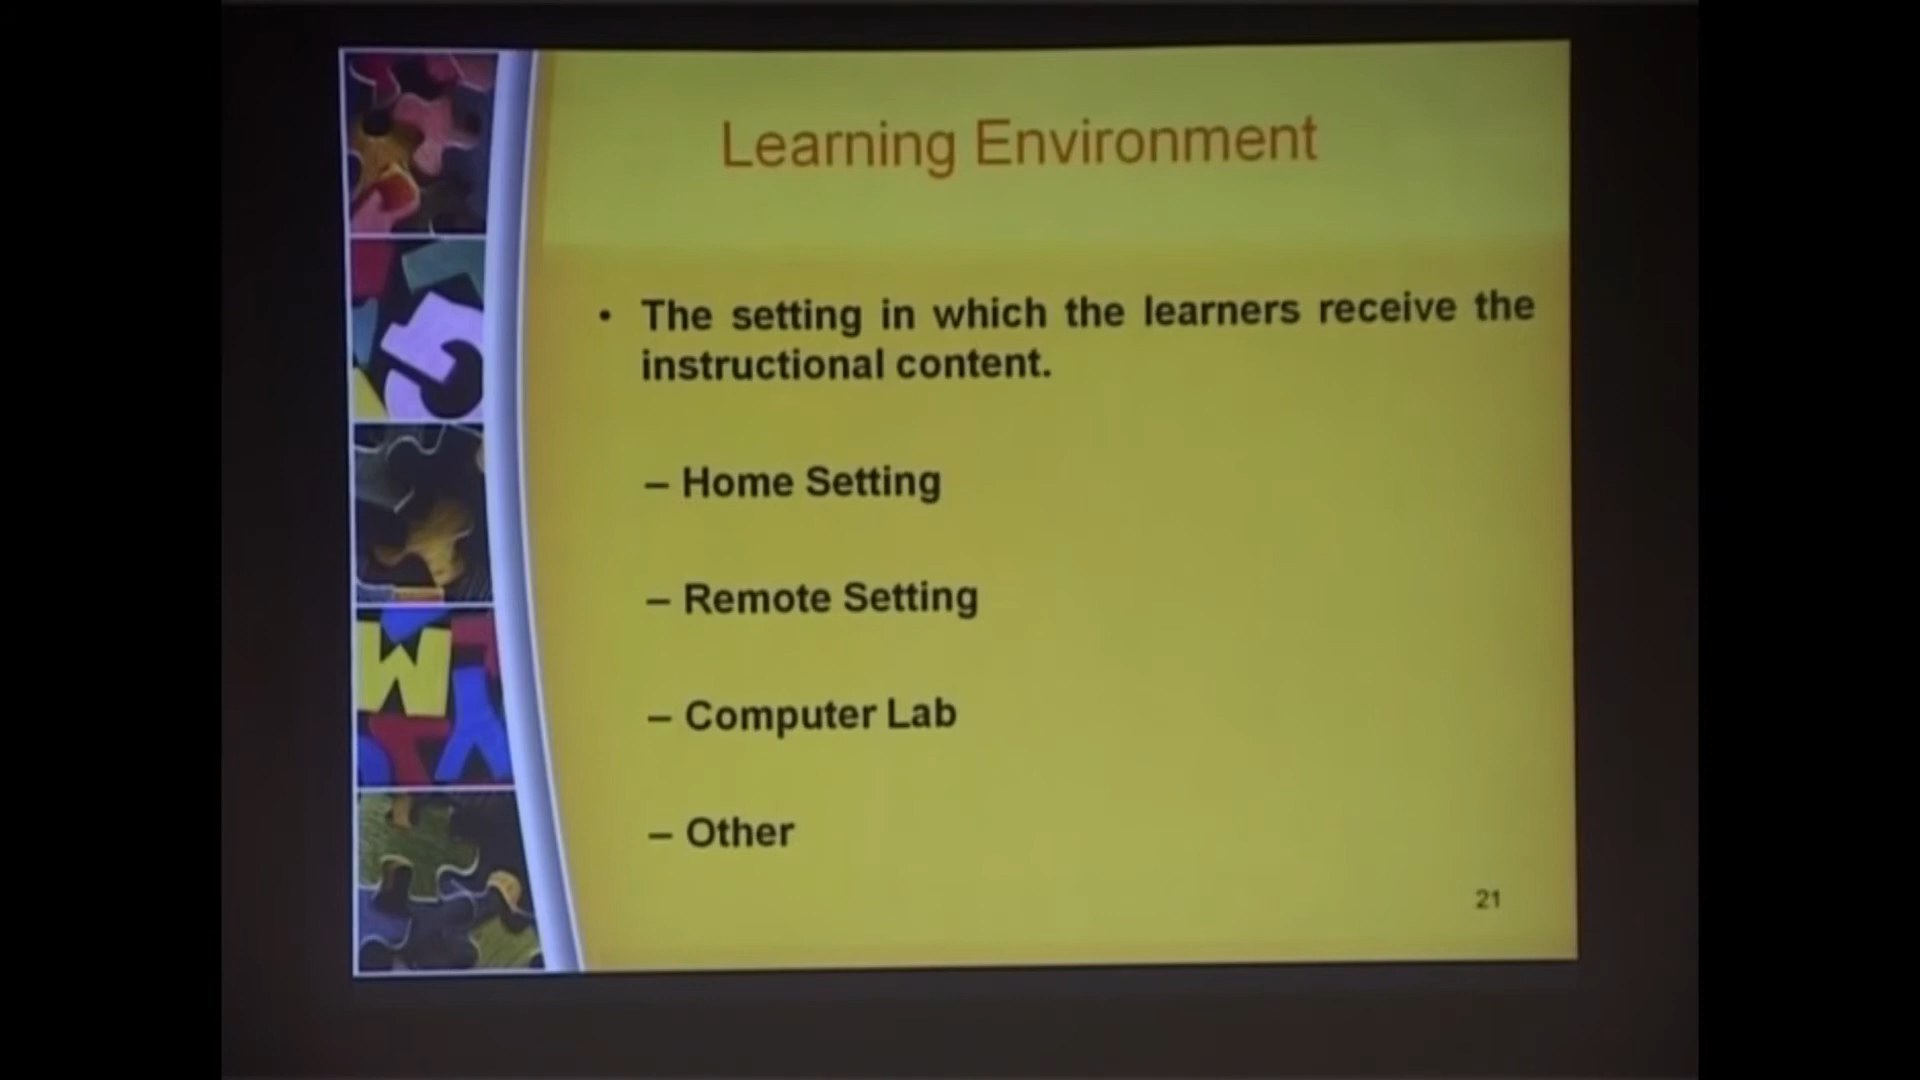 Learning Environment
• The setting in which the learners receive the
instructional content.
– Home Setting
– Remote Setting
– Computer Lab
– Other
21